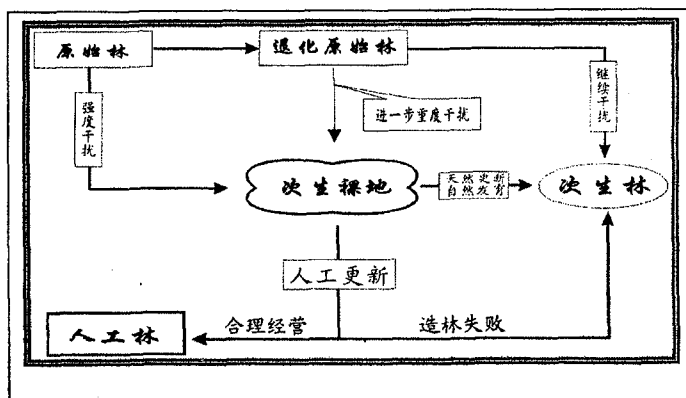 原始林
退化原始林
强度干扰
进一步重度干扰
继续干扰
次生裸地
天然更新
自然发育
次生林
人工更新
人工林
合理经营
造林失败